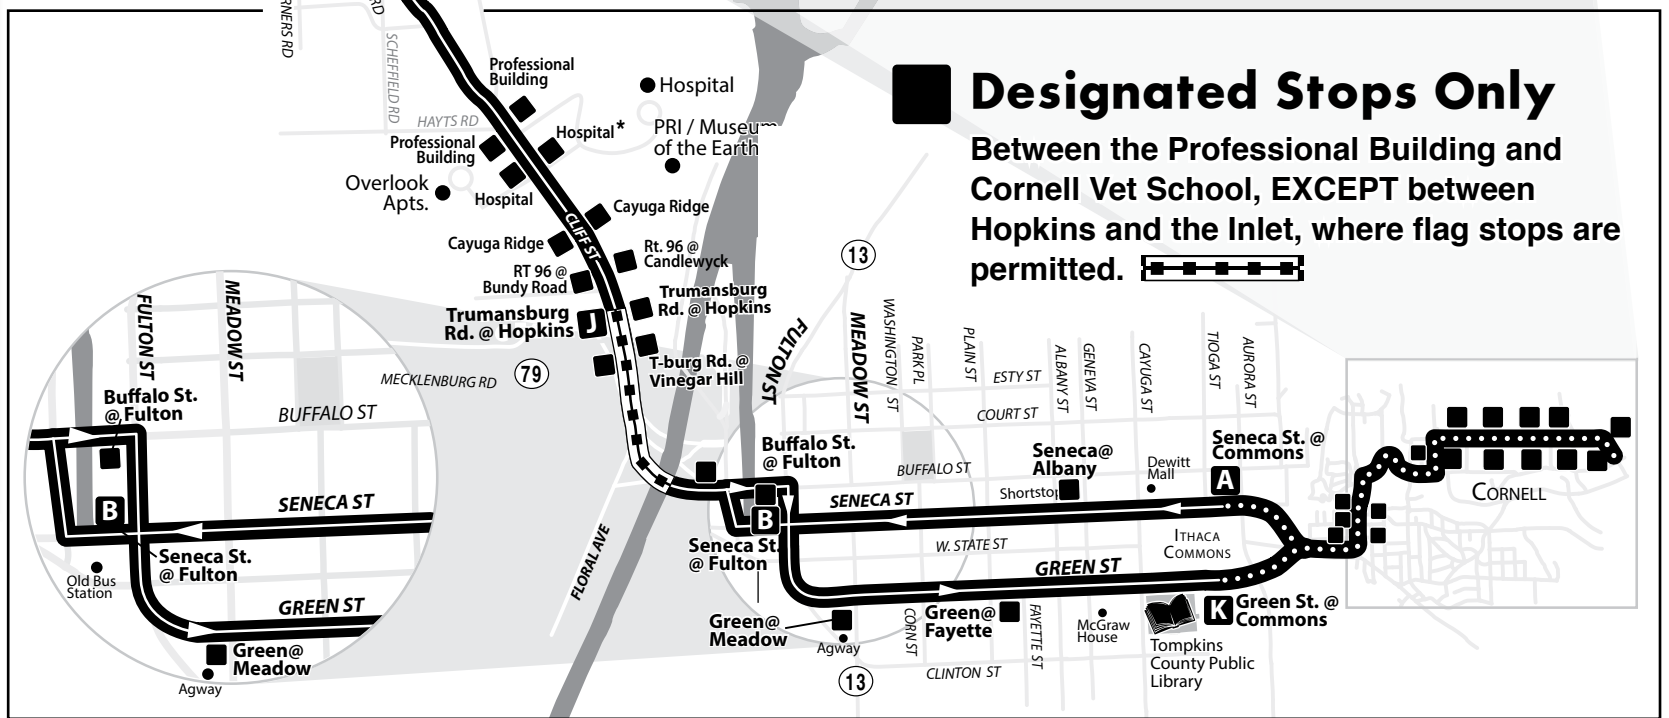 RNERS RD
RD
SCHEFFIELD RD
HAYTS RD
Professional
Building
Hospital
Hospital*
PRI / Museum
of the Earth
Professional
Building
Overlook
Apts.
Hospital
Cayuga Ridge
CLIFF ST
Cayuga Ridge
Rt. 96 @
Candlewyck
RT 96 @
Bundy Road
Trumansburg
Rd. @ Hopkins
Trumansburg
Rd. @ Hopkins
J
T-burg Rd. @
Vinegar Hill
79
MECKLENBURG RD
Designated Stops Only
Between the Professional Building and
Cornell Vet School, EXCEPT between
Hopkins and the Inlet, where flag stops are
permitted.
13
FULTON ST
MEADOW ST
Buffalo St.
@ Fulton
BUFFALO ST
B
SENECA ST
Seneca St.
@ Fulton
Old Bus
Station
GREEN ST
Green@
Meadow
Agway
FLORAL AVE
FULTON ST
MEADOW ST
WASHINGTON ST
PARK PL
PLAIN ST
ESTY ST
COURT ST
ALBANY ST
GENEVA ST
CAYUGA ST
TIOGA ST
AURORA ST
Buffalo St.
@ Fulton
BUFFALO ST
Seneca@
Albany
Dewitt
Mall
Seneca St. @
Commons
A
Shortstop
SENECA ST
B
Seneca St.
@ Fulton
W. STATE ST
ITHACA
COMMONS
GREEN ST
CORNELL
Green@
Meadow
Agway
CORN ST
Green@
Fayette
FAYETTE ST
McGraw
House
K
Green St. @
Commons
Tompkins
County Public
Library
CLINTON ST
13